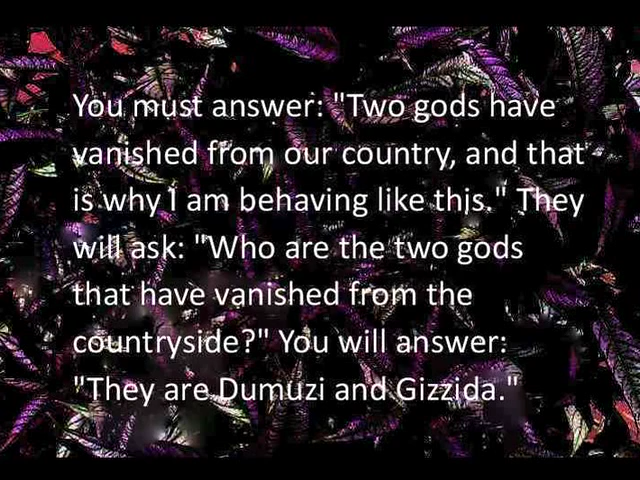 You must answer: "Two gods have
vanished from our country, and that
is why I am behaving like this." They
will ask: "Who are the two gods
that have vanished from the
countryside?" You will answer:
"They are Dumuzi and Gizzida."